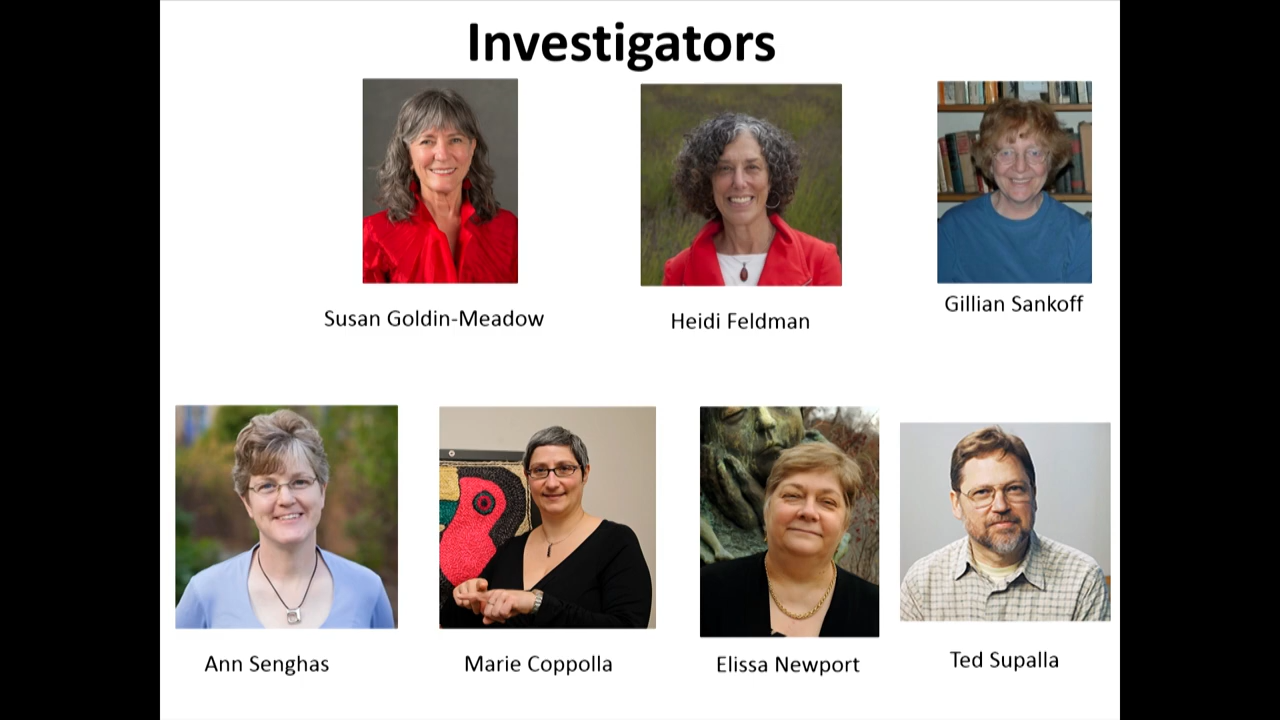 Investigators
Susan Goldin-Meadow
Heidi Feldman
Gillian Sankoff
Ann Senghas
Marie Coppolla
Elissa Newport
Ted Supalla